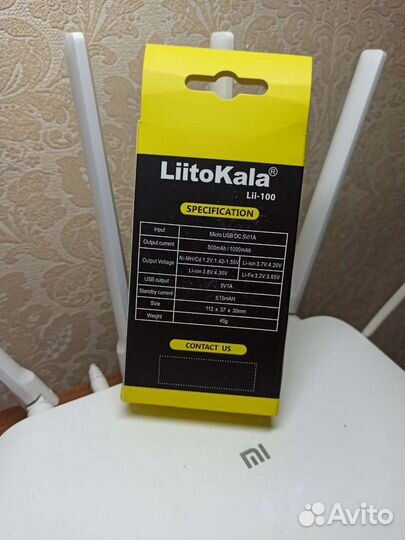 LiitoKala®
Lii-100
SPECIFICATION
Input Micro USB DC 5V/1A
Output current 500mAh / 1000mAh
Output Voltage Ni-MH/Cd 1.2V:1.42-1.55V Li-ion 3.7V:4.20V
Li-ion 3.8V:4.35V Li-Fe 3.2V:3.65V
USB output 5V1A
Standby current ≤15mAH
Size 112 x 37 x 30mm
Weight 45g
CONTACT US
mi
Avito